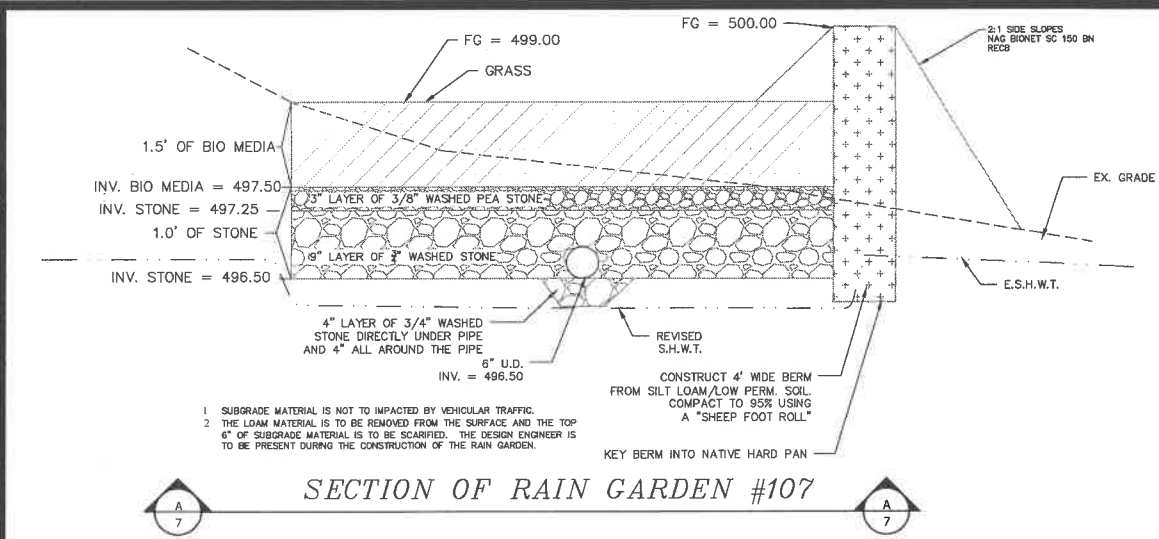 FG = 500.00
FG = 499.00
GRASS
2:1 SIDE SLOPES
NAG BIONET SC 150 BN
RECB
1.5' OF BIO MEDIA
INV. BIO MEDIA = 497.50
3" LAYER OF 3/8" WASHED PEA STONE
INV. STONE = 497.25
1.0' OF STONE
9" LAYER OF WASHED STONE
INV. STONE = 496.50
EX. GRADE
E.S.H.W.T.
4" LAYER OF 3/4" WASHED
STONE DIRECTLY UNDER PIPE
AND 4" ALL AROUND THE PIPE
6" U.D.
INV. = 496.50
REVISED
S.H.W.T.
CONSTRUCT 4' WIDE BERM
FROM SILT LOAM/LOW PERM. SOIL.
COMPACT TO 95% USING
A "SHEEP FOOT ROLL"
KEY BERM INTO NATIVE HARD PAN
1 SUBGRADE MATERIAL IS NOT TO IMPACTED BY VEHICULAR TRAFFIC.
2 THE LOAM MATERIAL IS TO BE REMOVED FROM THE SURFACE AND THE TOP
6" OF SUBGRADE MATERIAL IS TO BE SCARIFIED. THE DESIGN ENGINEER IS
TO BE PRESENT DURING THE CONSTRUCTION OF THE RAIN GARDEN.
A
7
SECTION OF RAIN GARDEN #107
A
7